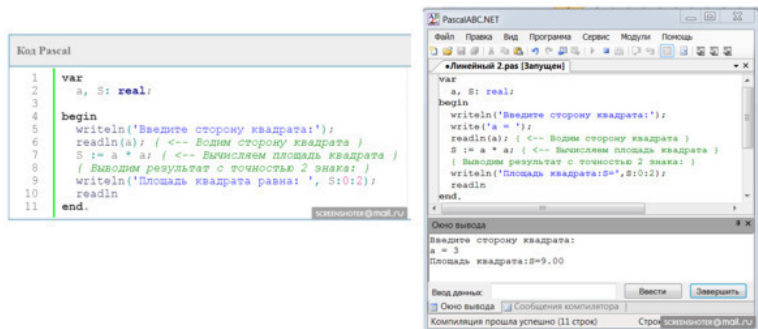 Код Pascal
1 var
2 a, S: real;
3
4 begin
5 writeln('Введите сторону квадрата:');
6 readln(a); { <-- Водим сторону квадрата }
7 S := a * a; { <-- Вычисляем площадь квадрата }
8 { Выводим результат с точностью 2 знака: }
9 writeln('Площадь квадрата равна: ', S:0:2);
10 readln
11 end.
SCREENSHOTER@mail.ru
PascalABC.NET
Файл Правка Вид Программа Сервис Модули Помощь
•Линейный 2.pas [Запущен]
var
a, S: real;
begin
writeln('Введите сторону квадрата:');
write('a = ');
readln(a); { <-- Водим сторону квадрата }
S := a * a; { <-- Вычисляем площадь квадрата }
{ Выводим результат с точностью 2 знака: }
writeln('Площадь квадрата:S=',S:0:2);
readln
end.
Окно вывода
Введите сторону квадрата:
a = 3
Площадь квадрата:S=9.00
Ввод данных: Ввести Завершить
Окно вывода Сообщения компилятора
Компиляция прошла успешно (11 строк) SCREENSHOTER@mail.ru